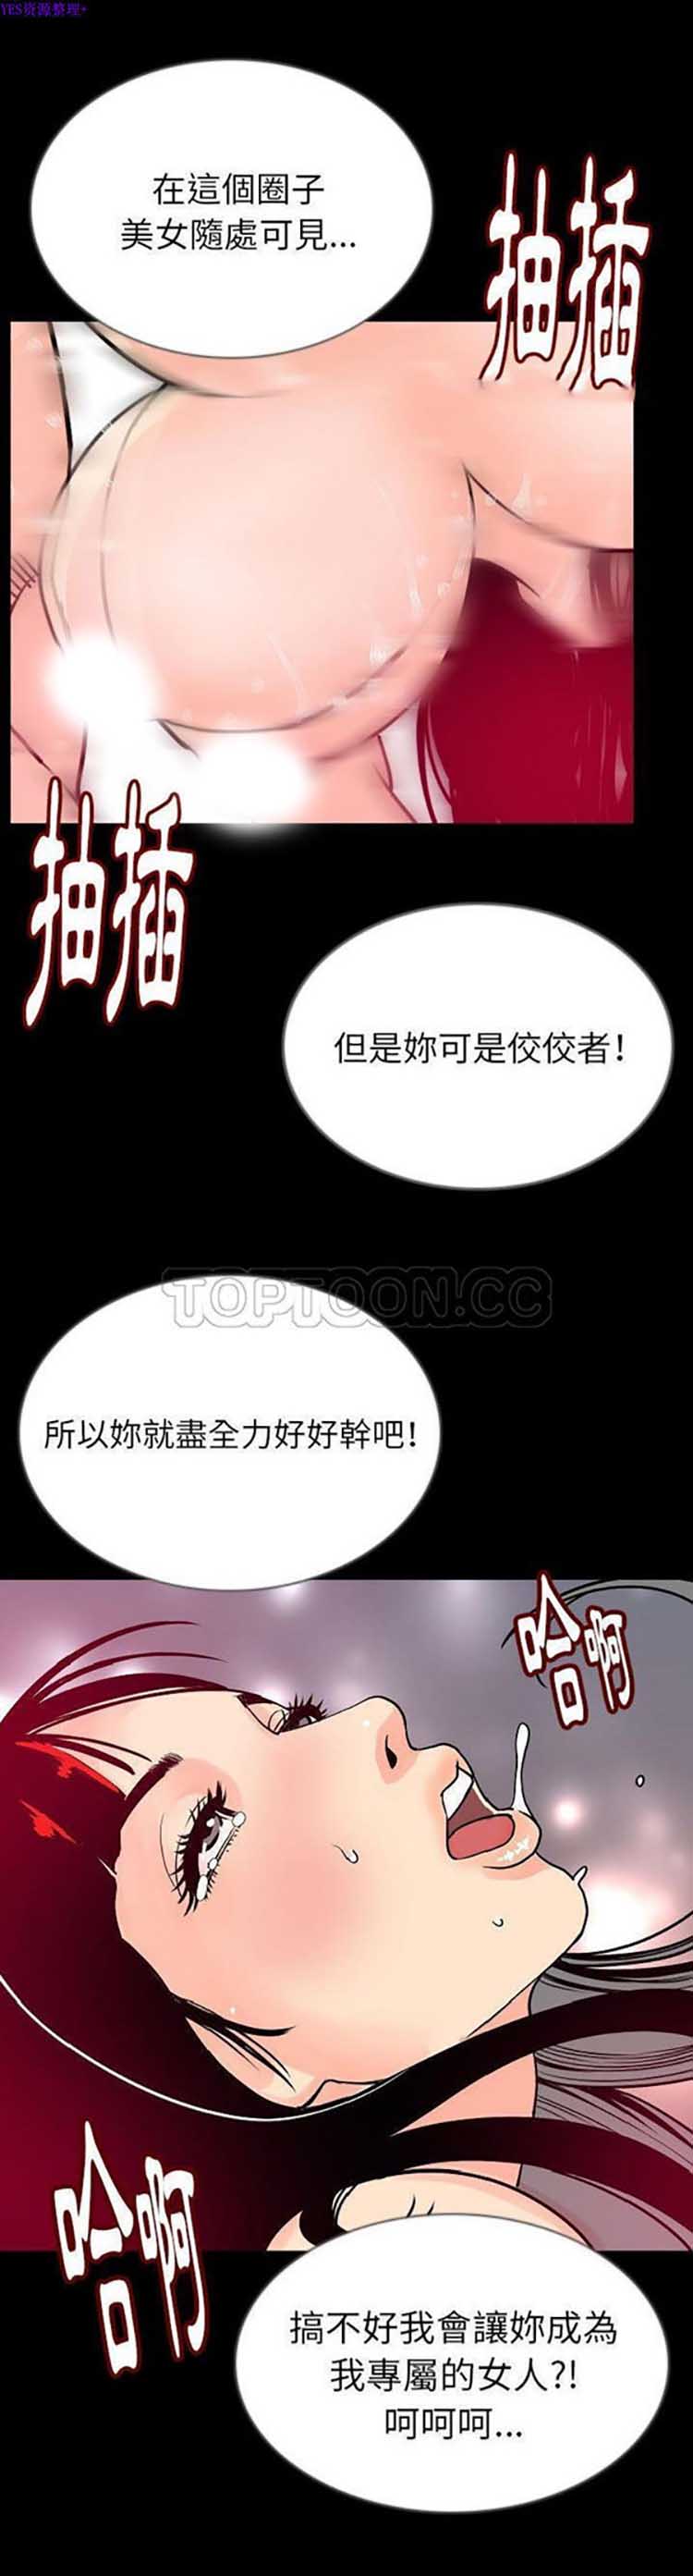 YES资源整理+
在這個圈子
美女隨處可見...
抽插
抽插
但是妳可是佼佼者!
TOPTOON.CC
所以妳就盡全力好好幹吧!
哈啊
哈啊
搞不好我會讓妳成為
我專屬的女人?!
呵呵呵...